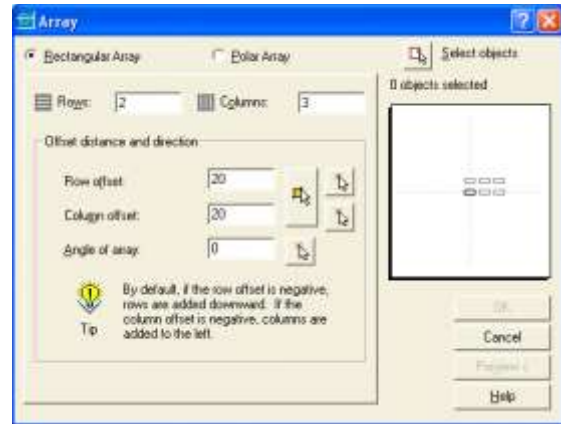 Array
Rectangular Array
Polar Array
Select objects
0 objects selected
Rows:
2
Columns:
3
Offset distance and direction
Row offset:
20
Column offset:
20
Angle of array:
0
Tip
By default, if the row offset is negative,
rows are added downward. If the
column offset is negative, columns are
added to the left.
OK
Cancel
Preview <
Help